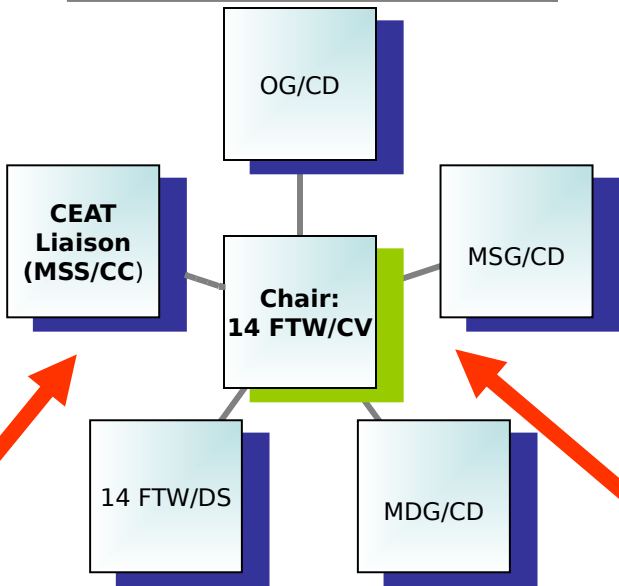 OG/CD
CEAT
Liaison
(MSS/CC)
MSG/CD
Chair:
14 FTW/CV
14 FTW/DS
MDG/CD